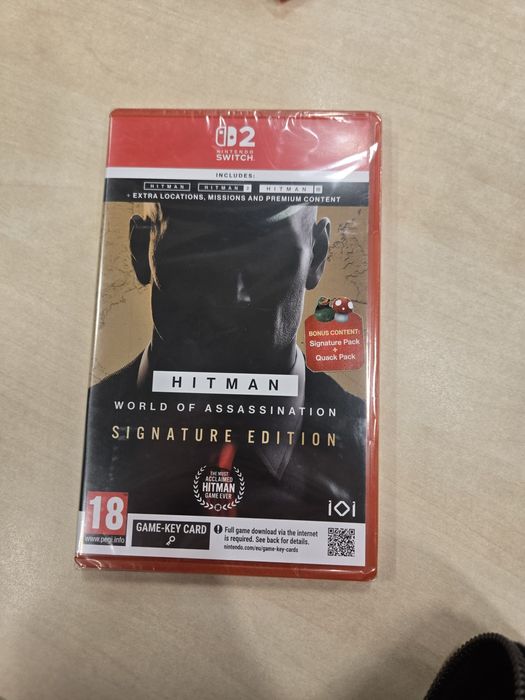 2
NINTENDO
SWITCH
INCLUDES:
HITMAN HITMAN 2 HITMAN III
+ EXTRA LOCATIONS, MISSIONS AND PREMIUM CONTENT
BONUS CONTENT:
Signature Pack
+
Quack Pack
HITMAN
WORLD OF ASSASSINATION
SIGNATURE EDITION
THE MOST
ACCLAIMED
HITMAN
GAME EVER
IOI
18
www.pegi.info
GAME-KEY CARD
! Full game download via the internet
is required. See back for details.
nintendo.com/eu/game-key-cards